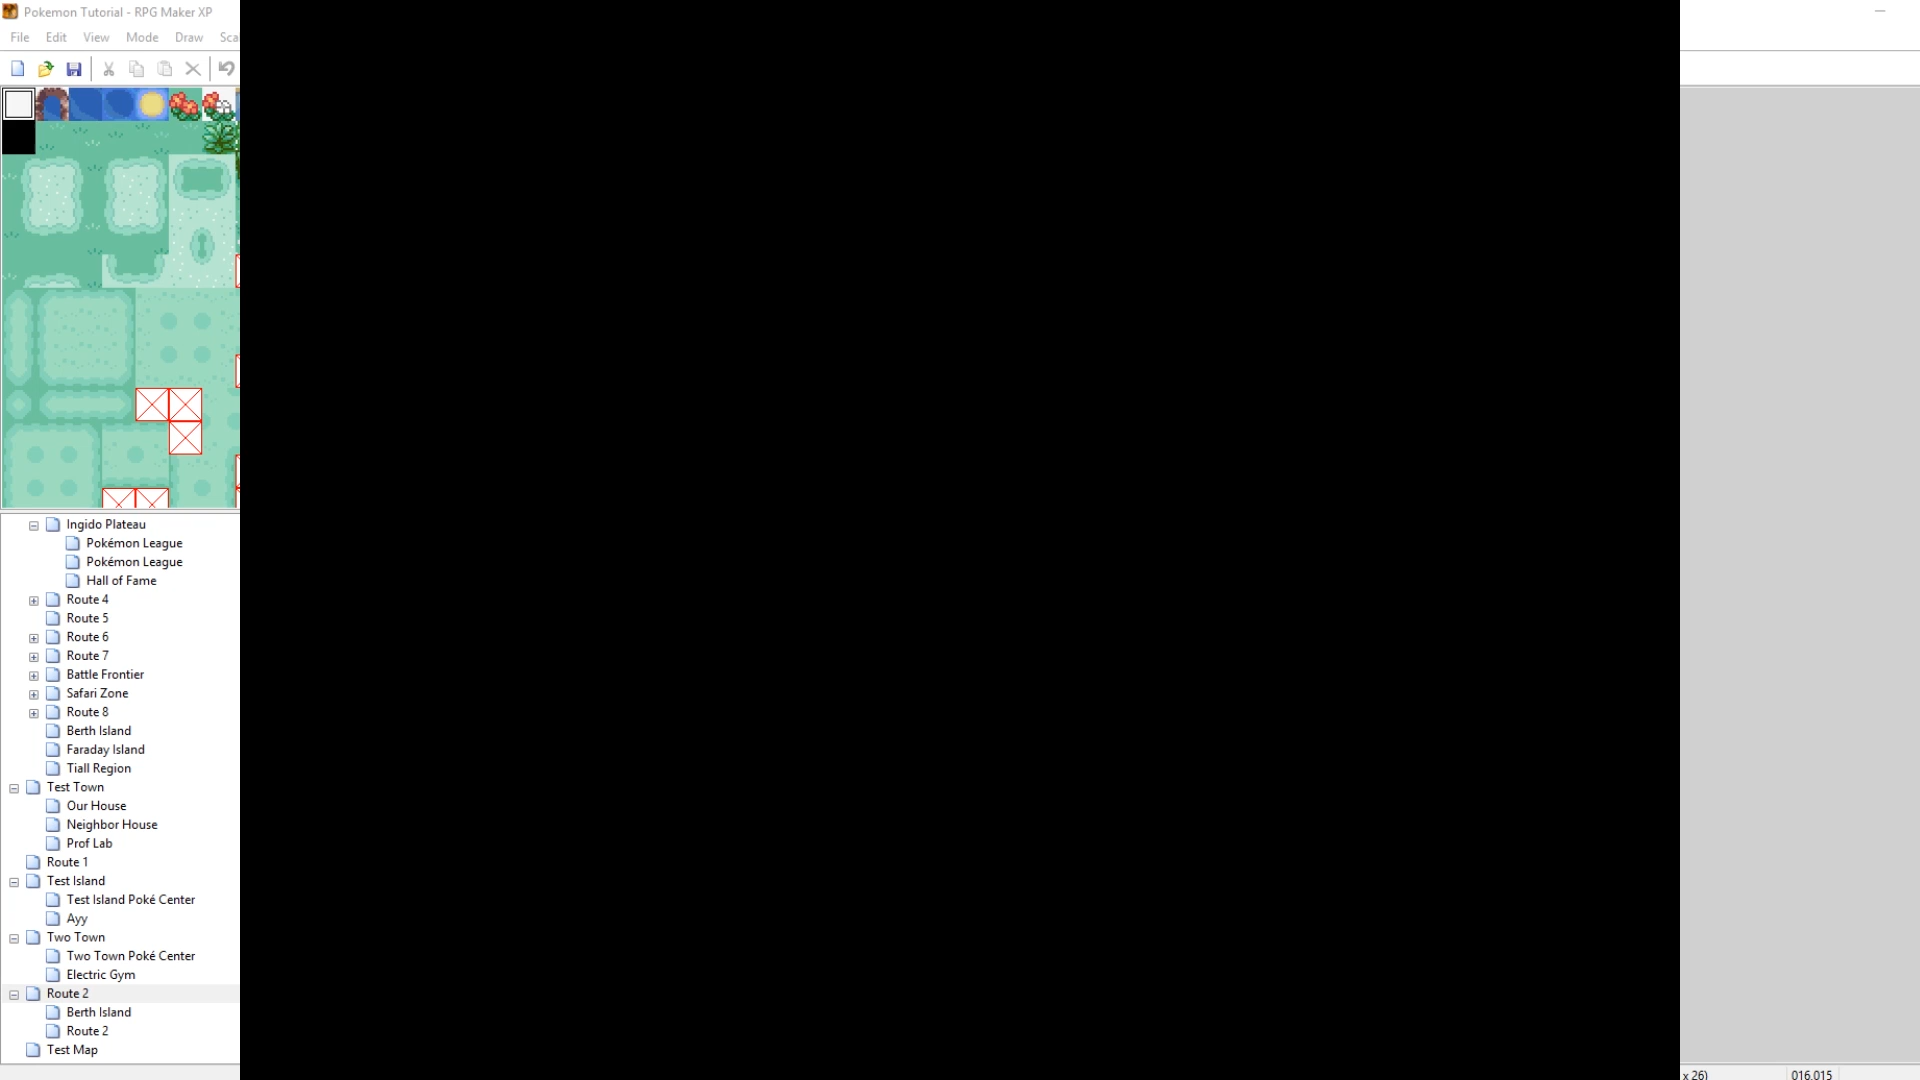 Pokemon Tutorial - RPG Maker XP
File Edit View Mode Draw Sca
Ingido Plateau
Pokémon League
Pokémon League
Hall of Fame
Route 4
Route 5
Route 6
Route 7
Battle Frontier
Safari Zone
Route 8
Berth Island
Faraday Island
Tiall Region
Test Town
Our House
Neighbor House
Prof Lab
Route 1
Test Island
Test Island Poké Center
Ayy
Two Town
Two Town Poké Center
Electric Gym
Route 2
Berth Island
Route 2
Test Map
x 26) 016,015